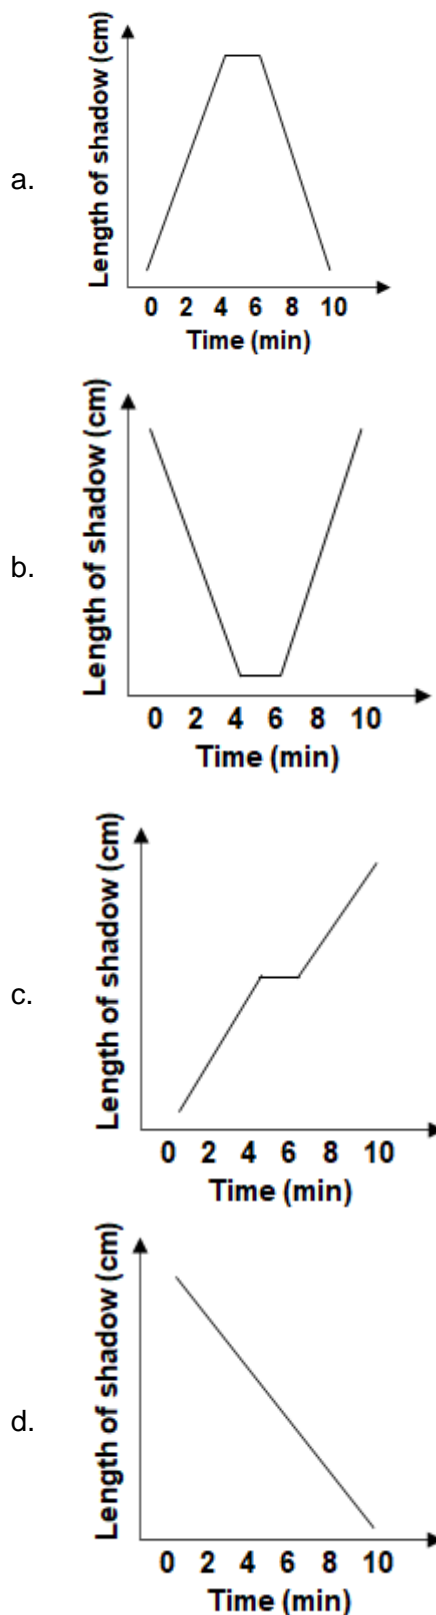 a.
Length of shadow (cm)
0 2 4 6 8 10
Time (min)
b.
Length of shadow (cm)
0 2 4 6 8 10
Time (min)
c.
Length of shadow (cm)
0 2 4 6 8 10
Time (min)
d.
Length of shadow (cm)
0 2 4 6 8 10
Time (min)